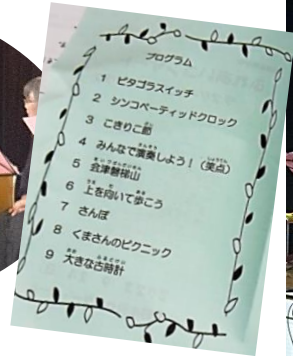 プログラム
1 ピタゴラスイッチ
2 シンコペーティッドクロック
3 こきりこ節
4 みんなで演奏しよう！（笑点）
5 会津磐梯山
6 上を向いて歩こう
7 さんぽ
8 くまさんのピクニック
9 大きな古時計